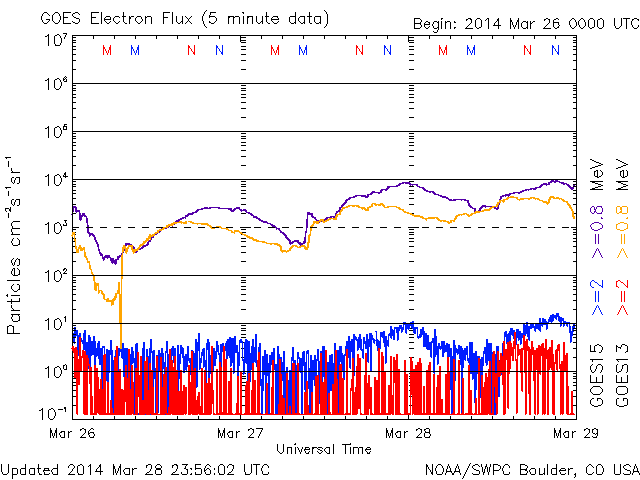 GOES Electron Flux (5 minute data)
Begin: 2014 Mar 26 0000 UTC
M M N N M M N N M M N N
10⁷
10⁶
10⁵
10⁴
10³
10²
10¹
10⁰
10⁻¹
Particles cm⁻²s⁻¹sr⁻¹
GOES15 >=2 >=0.8 MeV
GOES13 >=2 >=0.8 MeV
Mar 26 Mar 27 Mar 28 Mar 29
Universal Time
Updated 2014 Mar 28 23:56:02 UTC
NOAA/SWPC Boulder, CO USA